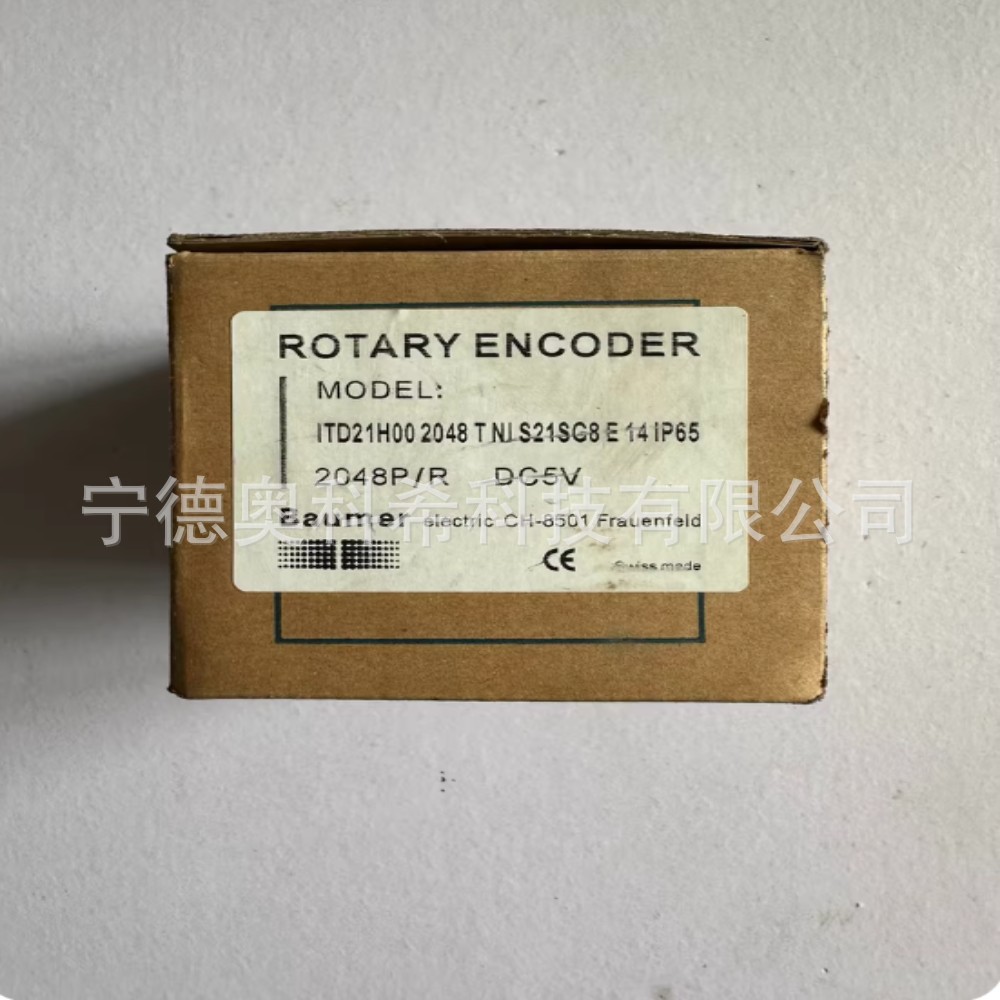 ROTARY ENCODER
MODEL:
ITD21H00 2048 T NI S21SG8 E 14 IP65
2048P/R DC5V
宁德奥科希科技有限公司
Baumer electric CH-8501 Frauenfeld
CE Swiss made